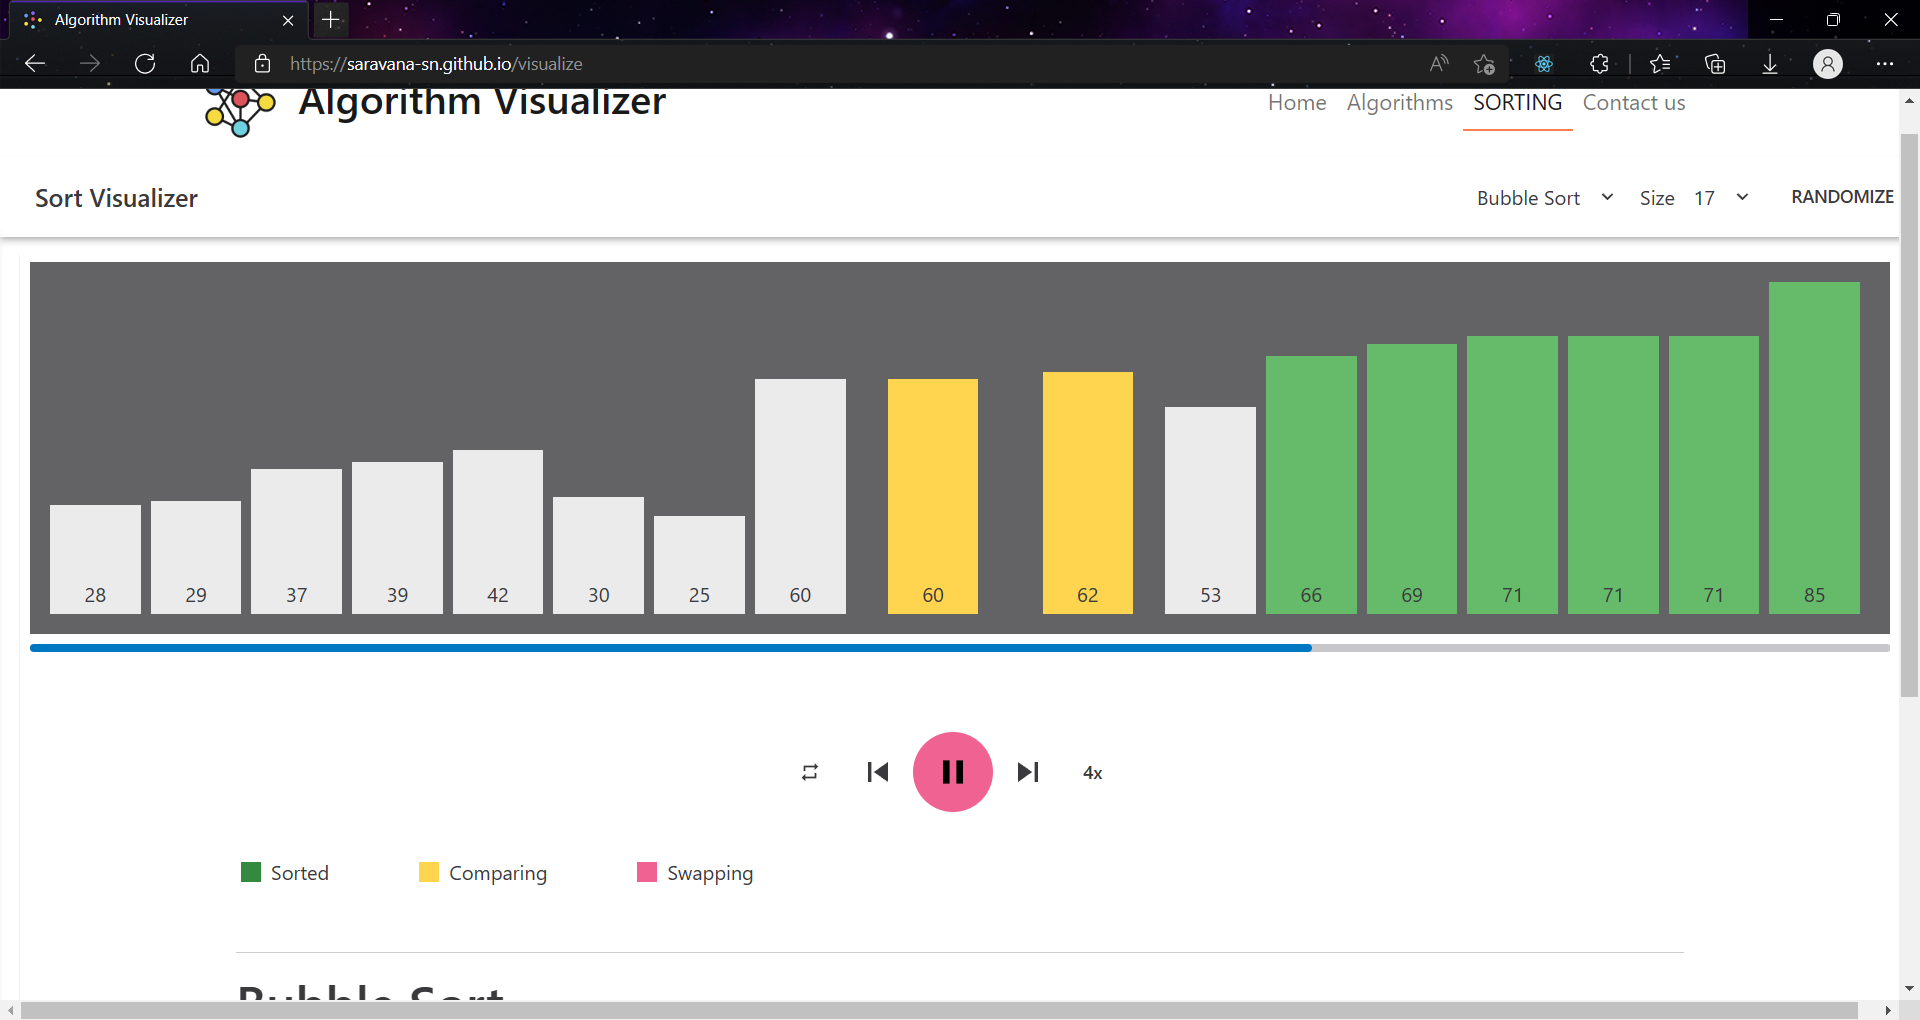 Algorithm Visualizer
https://saravana-sn.github.io/visualize
Algorithm Visualizer
Home Algorithms SORTING Contact us
Sort Visualizer
Bubble Sort Size 17 RANDOMIZE
28 29 37 39 42 30 25 60 60 62 53 66 69 71 71 71 85
4x
Sorted Comparing Swapping
Bubble Sort